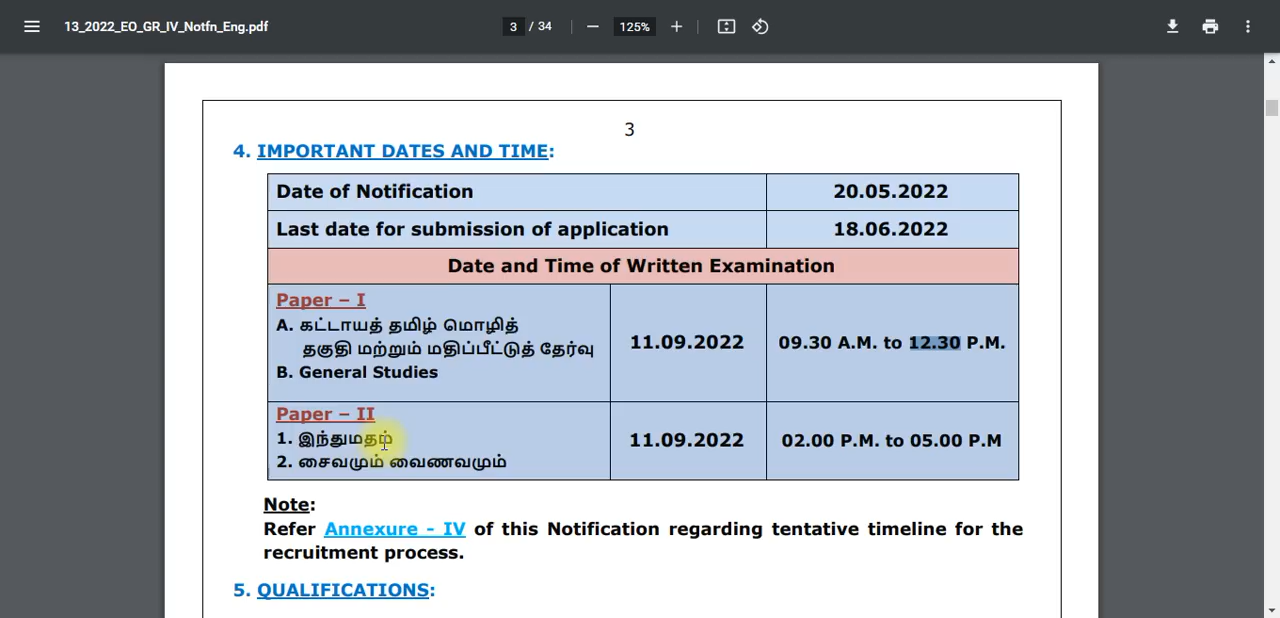 13_2022_EO_GR_IV_Notfn_Eng.pdf
3 / 34
125%
3
4. IMPORTANT DATES AND TIME:
Date of Notification 20.05.2022
Last date for submission of application 18.06.2022
Date and Time of Written Examination
Paper – I
A. கட்டாயத் தமிழ் மொழித்
தகுதி மற்றும் மதிப்பீட்டுத் தேர்வு
B. General Studies
11.09.2022
09.30 A.M. to 12.30 P.M.
Paper – II
1. இந்துமதம்
2. சைவமும் வைணவமும்
11.09.2022
02.00 P.M. to 05.00 P.M
Note:
Refer Annexure - IV of this Notification regarding tentative timeline for the
recruitment process.
5. QUALIFICATIONS: